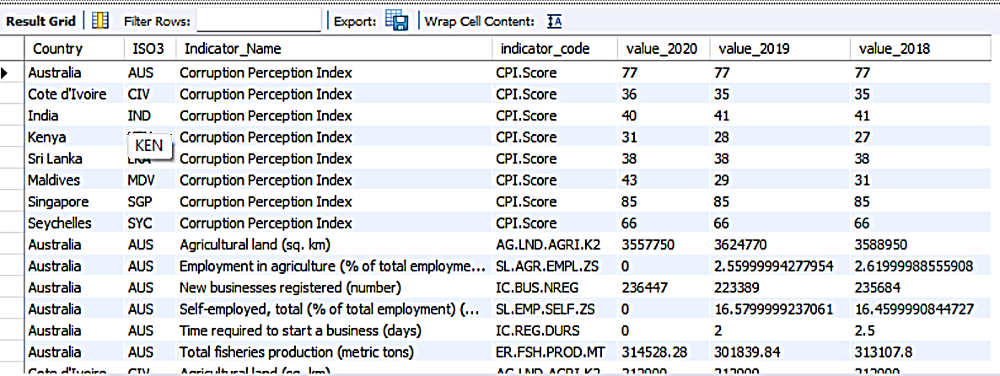 Result Grid Filter Rows: Export: Wrap Cell Content: IA
Country ISO3 Indicator_Name indicator_code value_2020 value_2019 value_2018
Australia AUS Corruption Perception Index CPI.Score 77 77 77
Cote d'Ivoire CIV Corruption Perception Index CPI.Score 36 35 35
India IND Corruption Perception Index CPI.Score 40 41 41
Kenya KEN Corruption Perception Index CPI.Score 31 28 27
Sri Lanka LKA Corruption Perception Index CPI.Score 38 38 38
Maldives MDV Corruption Perception Index CPI.Score 43 29 31
Singapore SGP Corruption Perception Index CPI.Score 85 85 85
Seychelles SYC Corruption Perception Index CPI.Score 66 66 66
Australia AUS Agricultural land (sq. km) AG.LND.AGRI.K2 3557750 3624770 3588950
Australia AUS Employment in agriculture (% of total employme... SL.AGR.EMPL.ZS 0 2.55999994277954 2.61999988555908
Australia AUS New businesses registered (number) IC.BUS.NREG 236447 223389 235684
Australia AUS Self-employed, total (% of total employment) (... SL.EMP.SELF.ZS 0 16.5799999237061 16.4599990844727
Australia AUS Time required to start a business (days) IC.REG.DURS 0 2 2.5
Australia AUS Total fisheries production (metric tons) ER.FSH.PROD.MT 314528.28 301839.84 313107.8
Cote d'Ivoire CIV Agricultural land (sq. km) AG.LND.AGRI.K2 212000 212000 212000